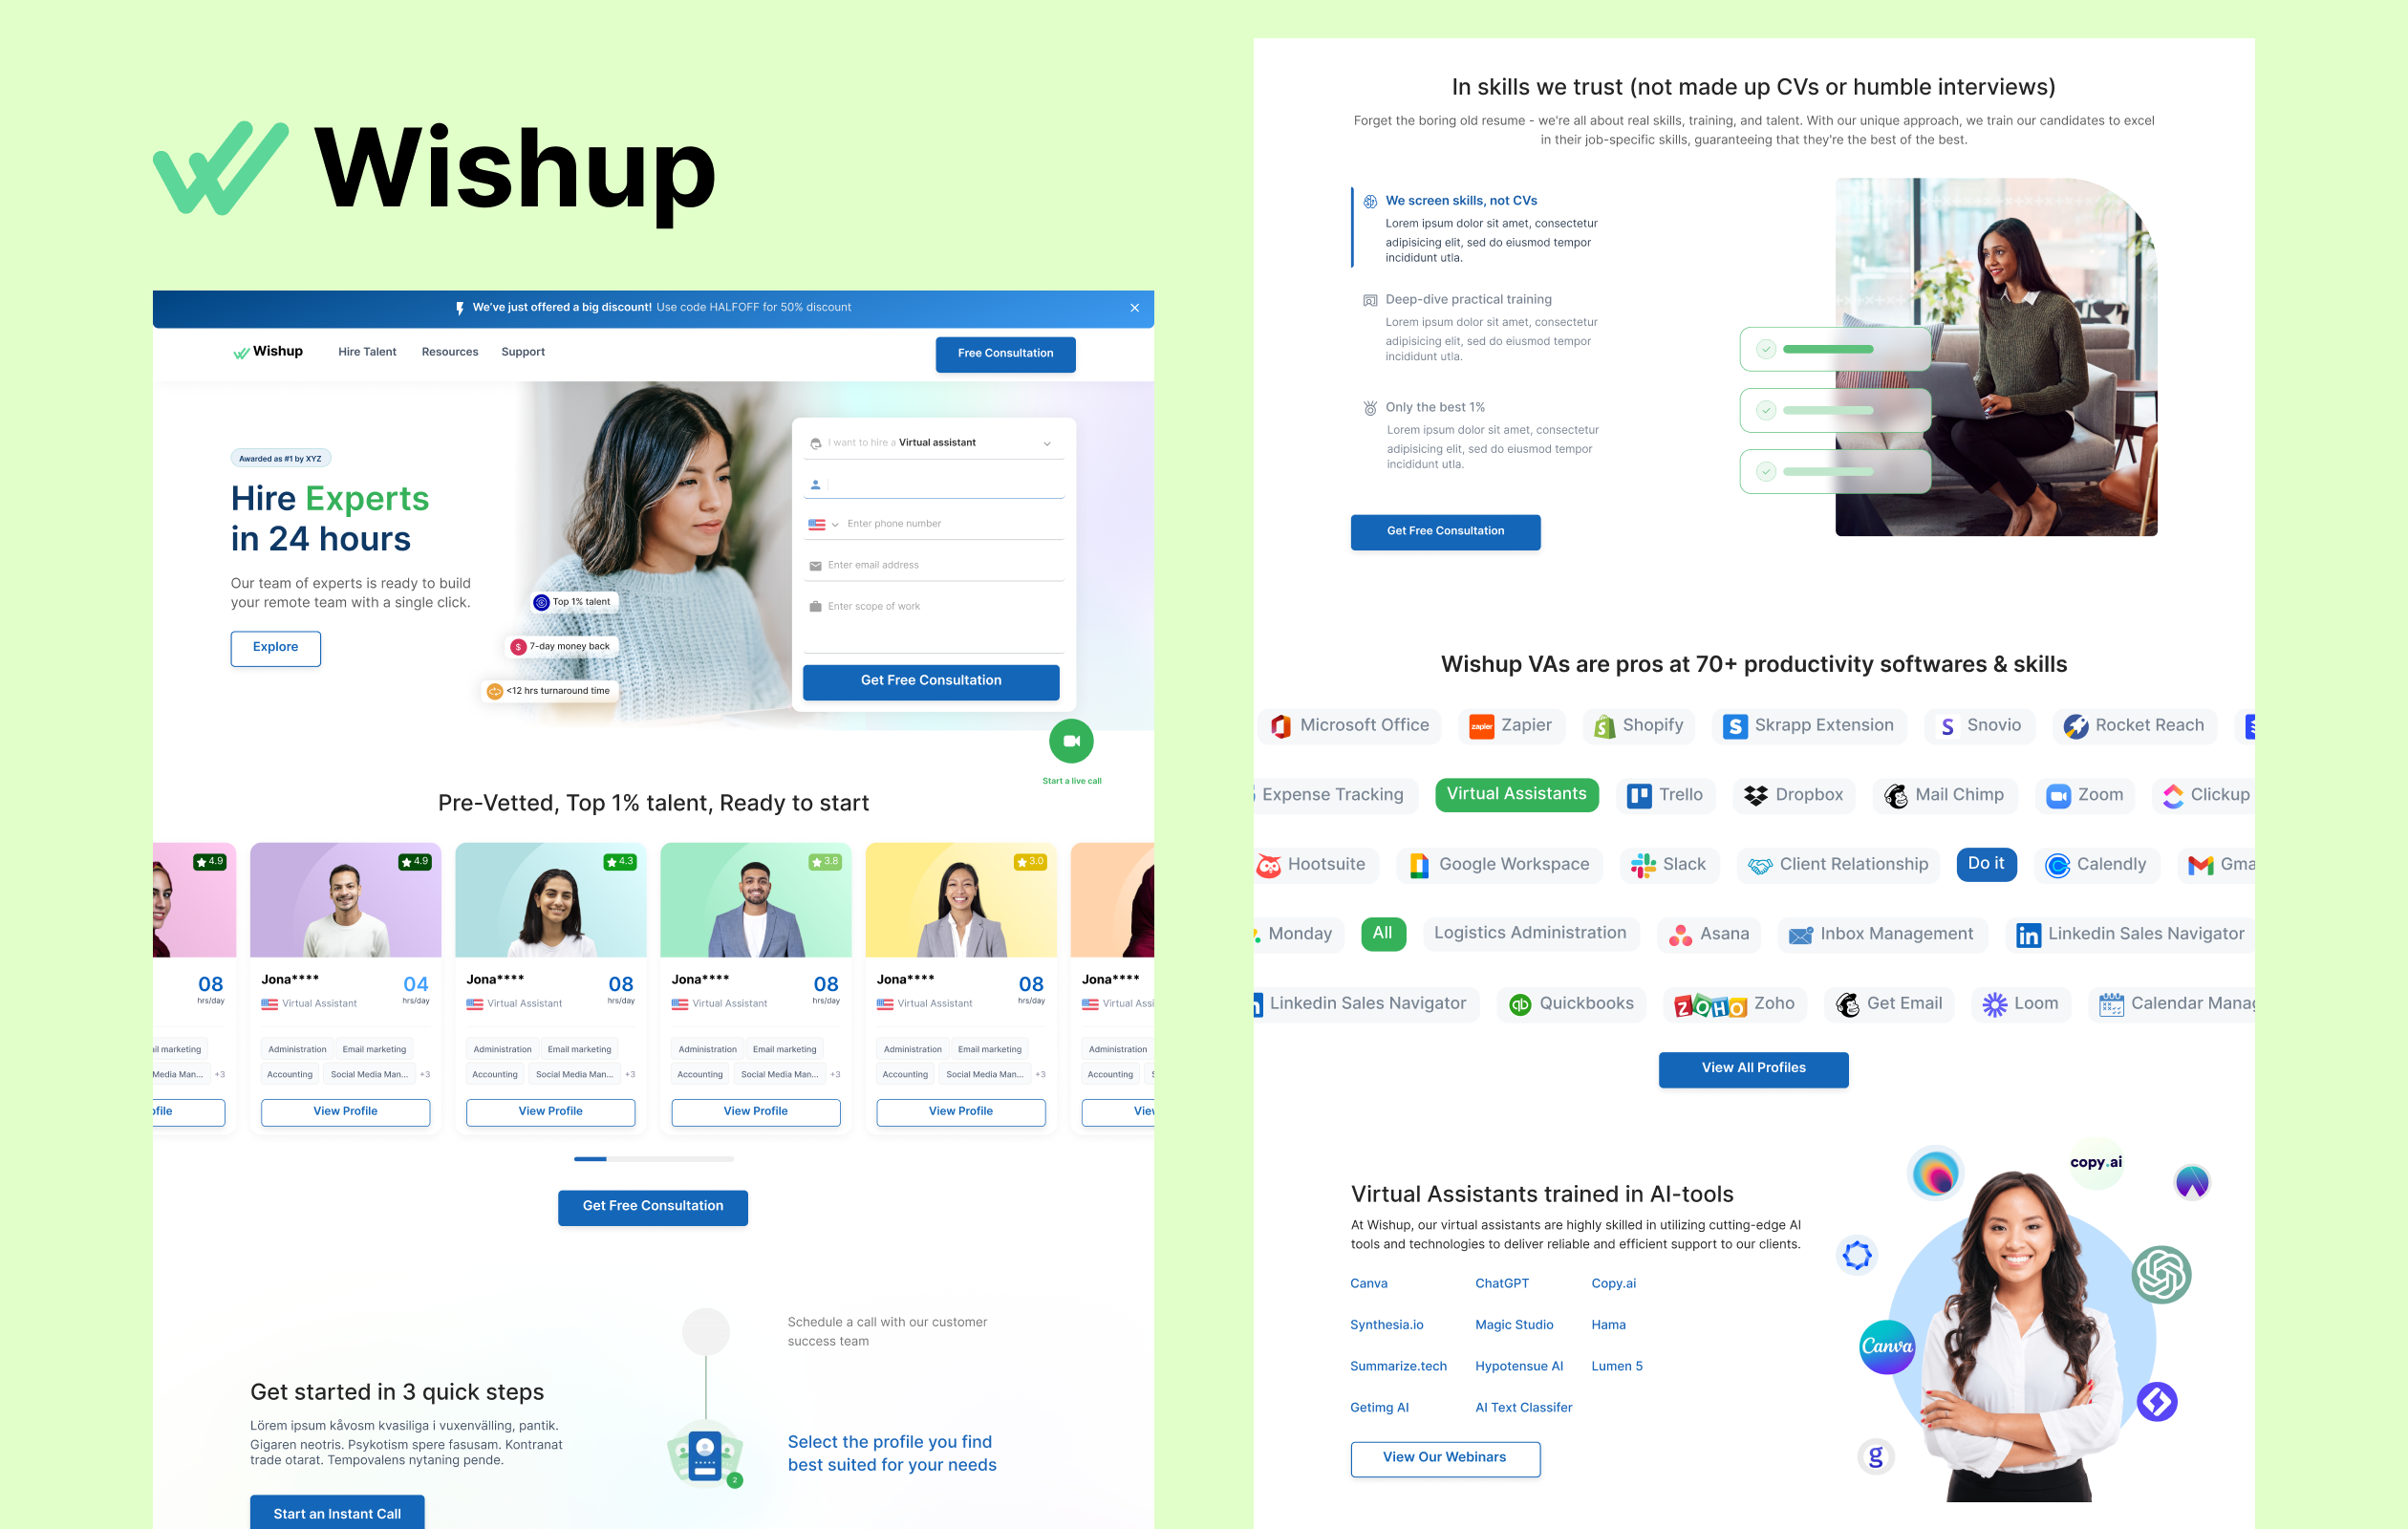 Wishup
We've just offered a big discount! Use code HALFOFF for 50% discount
Wishup Hire Talent Resources Support Free Consultation
Awarded as #1 by XYZ
Hire Experts
in 24 hours
Our team of experts is ready to build
your remote team with a single click.
Explore
Top 1% talent
7-day money back
<12 hrs turnaround time
I want to hire a Virtual assistant
Enter phone number
Enter email address
Enter scope of work
Get Free Consultation
Start a live call
Pre-Vetted, Top 1% talent, Ready to start
4.9 4.9 4.3 3.8 3.0
08 Jona**** 04 Jona**** 08 Jona**** 08 Jona**** 08 Jona****
hrs/day Virtual Assistant hrs/day Virtual Assistant hrs/day Virtual Assistant hrs/day Virtual Assistant hrs/day Virtual Assi
il marketing Administration Email marketing Administration Email marketing Administration Email marketing Administration Email marketing Administration
Media Man... +3 Accounting Social Media Man... +3 Accounting Social Media Man... +3 Accounting Social Media Man... +3 Accounting Social Media Man... +3 Accounting S
ofile View Profile View Profile View Profile View Profile View
Get Free Consultation
Schedule a call with our customer
success team
Get started in 3 quick steps
Lörem ipsum kåvosm kvasiliga i vuxenvälling, pantik.
Gigaren neotris. Psykotism spere fasusam. Kontranat
trade otarat. Tempovalens nytaning pende.
Start an Instant Call
2
Select the profile you find
best suited for your needs
In skills we trust (not made up CVs or humble interviews)
Forget the boring old resume - we're all about real skills, training, and talent. With our unique approach, we train our candidates to excel
in their job-specific skills, guaranteeing that they're the best of the best.
We screen skills, not CVs
Lorem ipsum dolor sit amet, consectetur
adipisicing elit, sed do eiusmod tempor
incididunt utla.
Deep-dive practical training
Lorem ipsum dolor sit amet, consectetur
adipisicing elit, sed do eiusmod tempor
incididunt utla.
Only the best 1%
Lorem ipsum dolor sit amet, consectetur
adipisicing elit, sed do eiusmod tempor
incididunt utla.
Get Free Consultation
Wishup VAs are pros at 70+ productivity softwares & skills
Microsoft Office zapier Zapier Shopify Skrapp Extension Snovio Rocket Reach
Expense Tracking Virtual Assistants Trello Dropbox Mail Chimp Zoom Clickup
Hootsuite Google Workspace Slack Client Relationship Do it Calendly Gma
Monday All Logistics Administration Asana Inbox Management in Linkedin Sales Navigator
Linkedin Sales Navigator qb Quickbooks ZOHO Zoho Get Email Loom Calendar Manag
View All Profiles
Virtual Assistants trained in AI-tools
At Wishup, our virtual assistants are highly skilled in utilizing cutting-edge AI
tools and technologies to deliver reliable and efficient support to our clients.
Canva ChatGPT Copy.ai
Synthesia.io Magic Studio Hama
Summarize.tech Hypotensue AI Lumen 5
Getimg AI AI Text Classifer
View Our Webinars
copy.ai
Canva
g